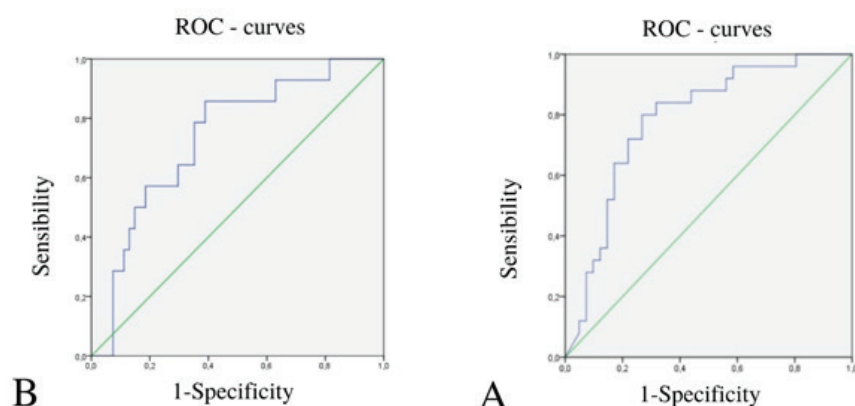 ROC - curves
1,0
0,8
0,6
0,4
0,2
0,0
Sensibility
0,0 0,2 0,4 0,6 0,8 1,0
1-Specificity
B
ROC - curves
1,0
0,8
0,6
0,4
0,2
0,0
Sensibility
0,0 0,2 0,4 0,6 0,8 1,0
1-Specificity
A